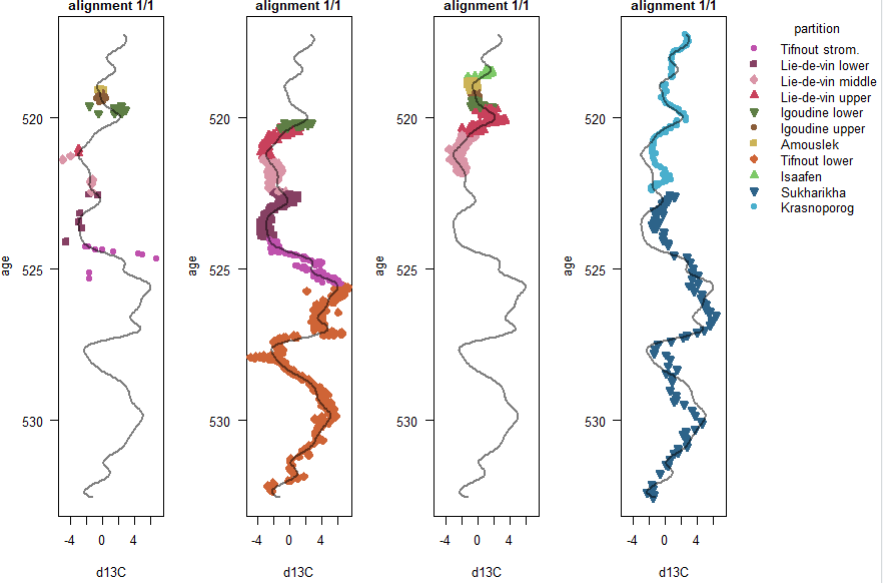 alignment 1/1
alignment 1/1
alignment 1/1
alignment 1/1
age
520
525
530
-4 0 4
d13C
age
520
525
530
-4 0 4
d13C
age
520
525
530
-4 0 4
d13C
age
520
525
530
-4 0 4
d13C
partition
Tifnout strom.
Lie-de-vin lower
Lie-de-vin middle
Lie-de-vin upper
Igoudine lower
Igoudine upper
Amouslek
Tifnout lower
Isaafen
Sukharikha
Krasnoporog